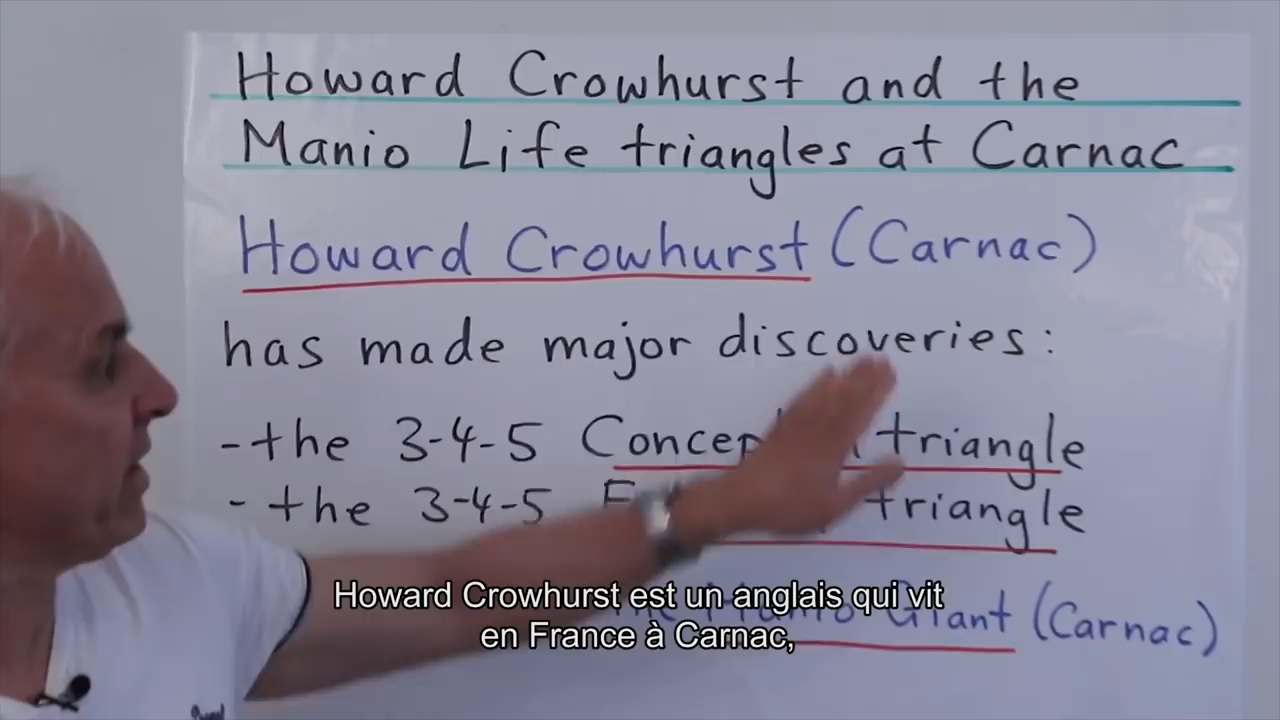 Howard Crowhurst and the
Manio Life triangles at Carnac
Howard Crowhurst (Carnac)
has made major discoveries:
- the 3-4-5 triangle
- the 3-4-5 triangle
Manio Giant (Carnac)
Howard Crowhurst est un anglais qui vit
en France à Carnac,